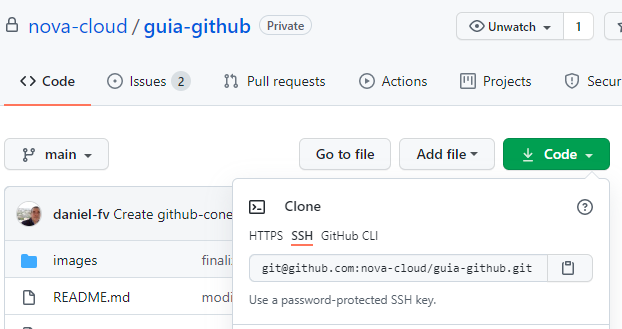 nova-cloud / guia-github Private Unwatch 1
Code Issues 2 Pull requests Actions Projects Secur
main Go to file Add file Code
daniel-fv Create github-cone
Clone
HTTPS SSH GitHub CLI
images finaliz
git@github.com:nova-cloud/guia-github.git
README.md modi
Use a password-protected SSH key.